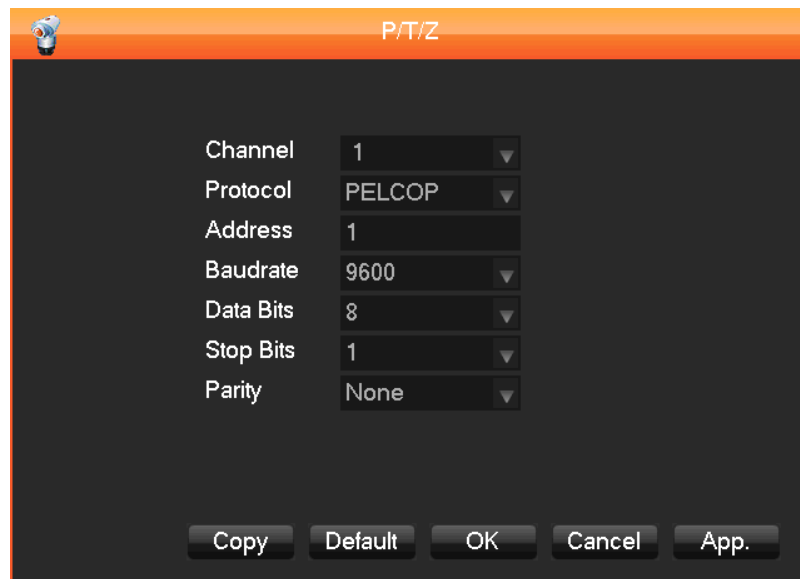 P/T/Z
Channel 1
Protocol PELCOP
Address 1
Baudrate 9600
Data Bits 8
Stop Bits 1
Parity None
Copy Default OK Cancel App.